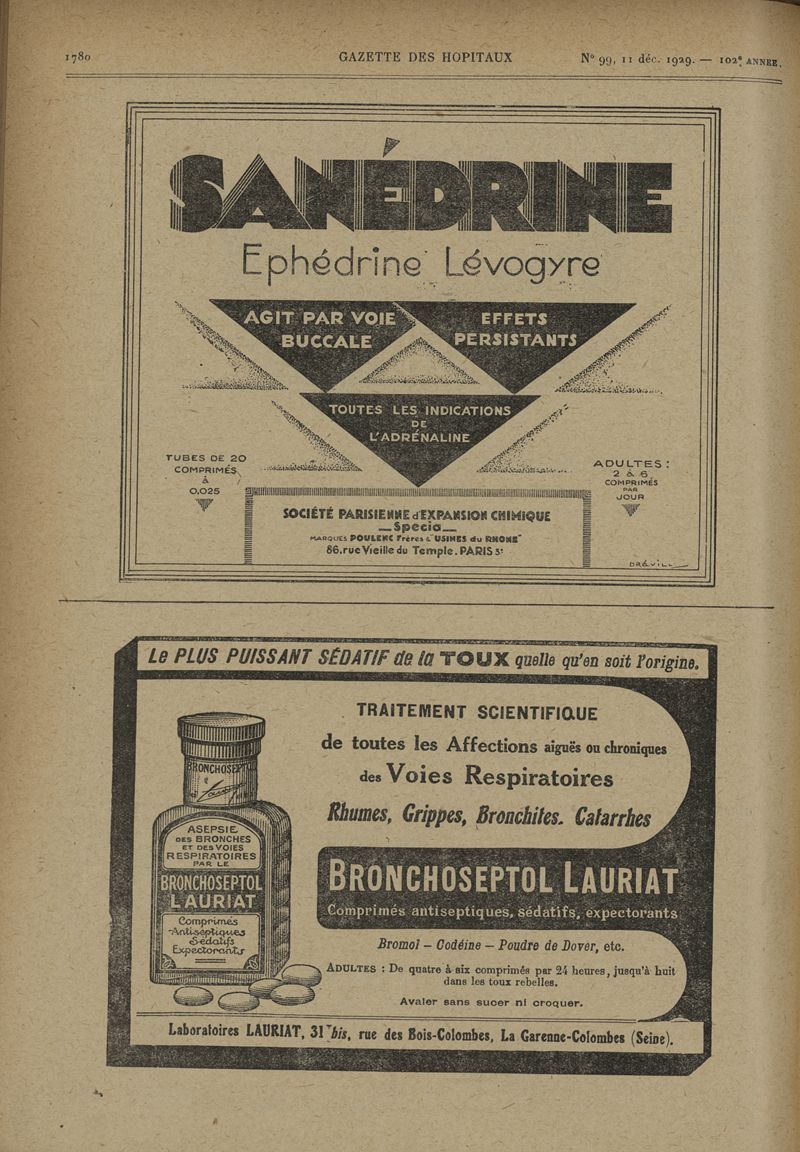 1780
GAZETTE DES HOPITAUX
N° 99, 11 déc. 1929. — 102e ANNEE.
SANÉDRINE
Ephédrine Lévogyre
AGIT PAR VOIE
BUCCALE
EFFETS
PERSISTANTS
TOUTES LES INDICATIONS
DE
L'ADRÉNALINE
TUBES DE 20
COMPRIMÉS
à
0,025
ADULTES :
2 à 6
COMPRIMÉS
PAR
JOUR
SOCIÉTÉ PARISIENNE d'EXPANSION CHIMIQUE
— Specia —
MARQUES POULENC Frères & "USINES du RHONE"
86. rue Vieille du Temple. PARIS 3e
Le PLUS PUISSANT SÉDATIF de la TOUX quelle qu'en soit l'origine.
TRAITEMENT SCIENTIFIQUE
de toutes les Affections aiguës ou chroniques
des Voies Respiratoires
Rhumes, Grippes, Bronchites. Catarrhes
BRONCHOSEPTOL LAURIAT
Comprimés antiseptiques, sédatifs, expectorants
Bromol – Codéine – Poudre de Dover, etc.
ADULTES : De quatre à six comprimés par 24 heures, jusqu'à huit
dans les toux rebelles.
Avaler sans sucer ni croquer.
BRONCHOSEPT
ASEPSIE
DES BRONCHES
ET DES VOIES
RESPIRATOIRES
PAR LE
BRONCHOSEPTOL
LAURIAT
Comprimés
Antiseptiques
Sédatifs
Expectorants
Laboratoires LAURIAT, 31 bis, rue des Bois-Colombes, La Garenne-Colombes (Seine).